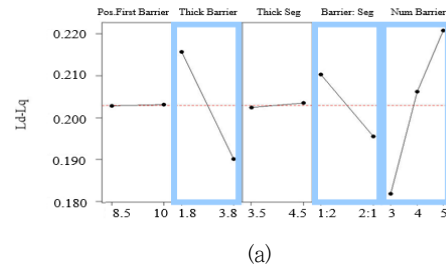 Pos.First Barrier Thick Barrier Thick Seg Barrier: Seg Num Barrier
Ld-Lq
0.220
0.210
0.200
0.190
0.180
8.5 10 1.8 3.8 3.5 4.5 1:2 2:1 3 4 5
(a)